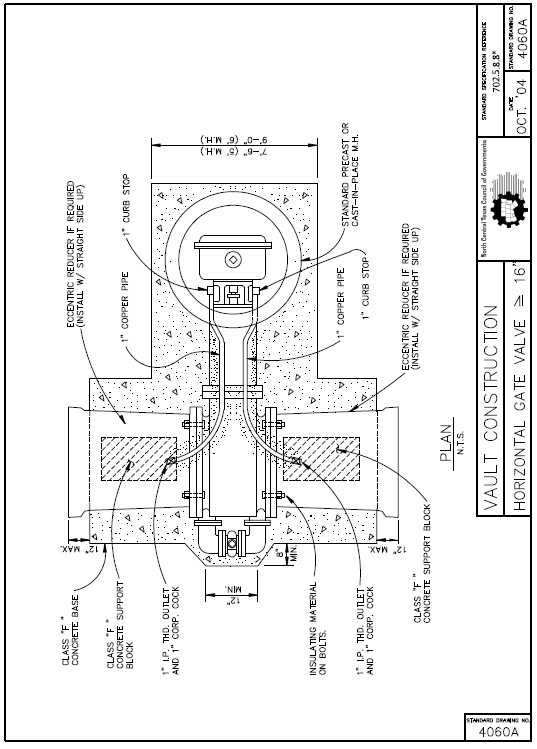 CLASS "F"
CONCRETE BASE
CLASS "F"
CONCRETE SUPPORT
BLOCK
1" I.P. THD. OUTLET
AND 1" CORP. COCK
INSULATING MATERIAL
ON BOLTS.
1" I.P. THD. OUTLET
AND 1" CORP. COCK
CLASS "F"
CONCRETE SUPPORT BLOCK
12" MAX.
12"
MIN.
8"
MIN.
12" MAX.
ECCENTRIC REDUCER IF REQUIRED
(INSTALL W/ STRAIGHT SIDE UP)
1" COPPER PIPE
1" CURB STOP
7'-6" (5' M.H.)
9'-0" (6' M.H.)
STANDARD PRECAST OR
CAST-IN-PLACE M.H.
1" COPPER PIPE
1" CURB STOP
ECCENTRIC REDUCER IF REQUIRED
(INSTALL W/ STRAIGHT SIDE UP)
PLAN
N.T.S.
VAULT CONSTRUCTION
HORIZONTAL GATE VALVE ≥ 16"
North Central Texas Council of Governments
STANDARD SPECIFICATION REFERENCE
702.5.8.8*
DATE
OCT. '04
STANDARD DRAWING NO.
4060A
STANDARD DRAWING NO.
4060A